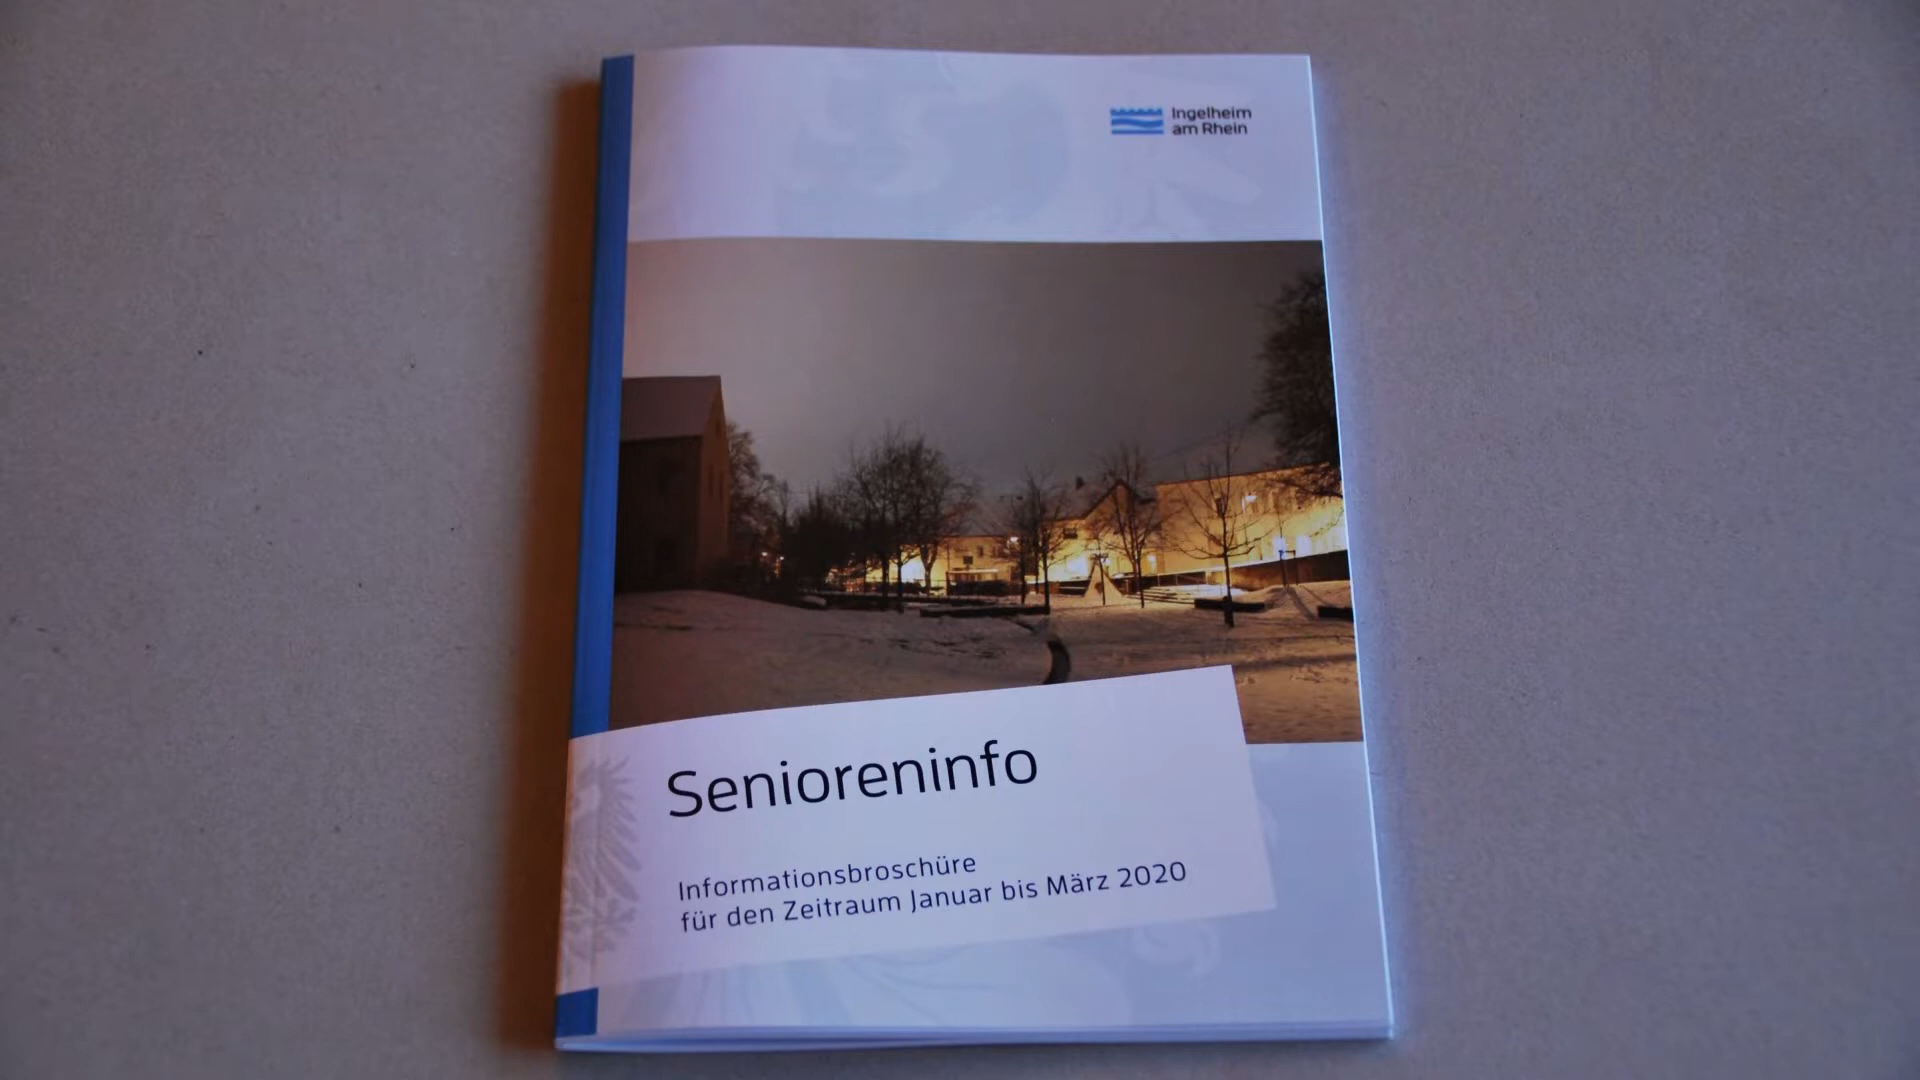 Ingelheim
am Rhein
Senioreninfo
Informationsbroschüre
für den Zeitraum Januar bis März 2020